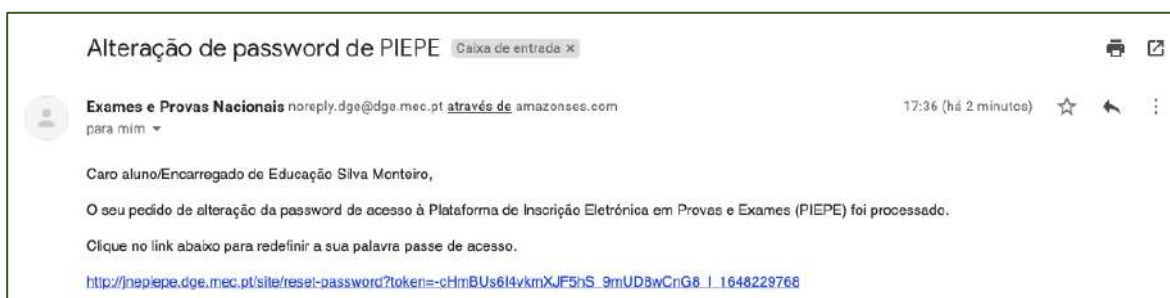 Alteração de password de PIEPE Caixa de entrada ×
Exames e Provas Nacionais noreply.dge@dge.mec.pt através de amazonses.com 17:36 (há 2 minutos)
para mim
Caro aluno/Encarregado de Educação Silva Monteiro,
O seu pedido de alteração da password de acesso à Plataforma de Inscrição Eletrónica em Provas e Exames (PIEPE) foi processado.
Clique no link abaixo para redefinir a sua palavra passe de acesso.
http://jnepiepe.dge.mec.pt/site/reset-password?token=-cHmBUs6I4vkmXJF5hS_9mUD8wCnG8_I_1648229768